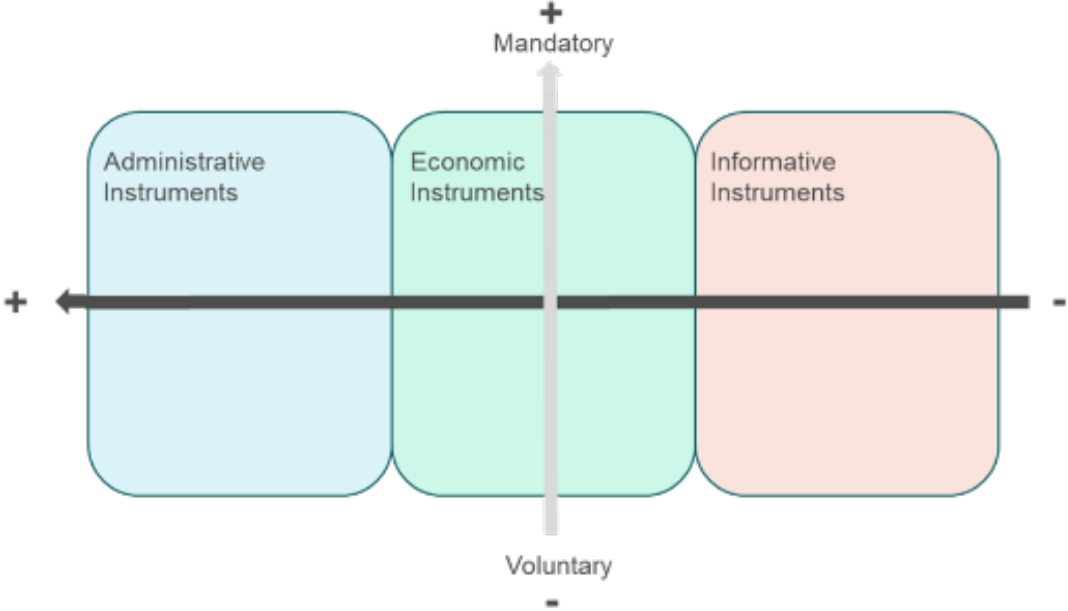 +
Mandatory
Administrative
Instruments
Economic
Instruments
Informative
Instruments
+
-
Voluntary
-